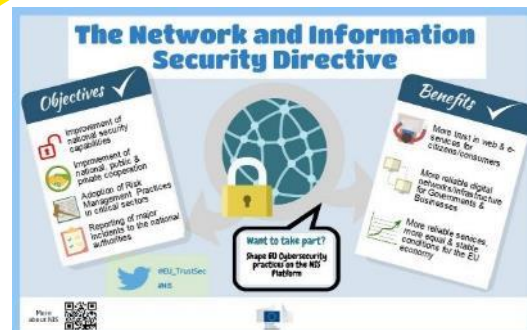 The Network and Information
Security Directive
Objectives
Improvement of
national security
capabilities
Improvement of
national, public &
private cooperation
Adoption of Risk
Management Practices
in critical sectors
Reporting of major
incidents to the national
authorities
Benefits
More trust in web & e-
services for
citizens/consumers
More reliable digital
networks/infrastructure
for Governments &
Businesses
More reliable services,
more equal & stable
conditions for the EU
economy
Want to take part?
Shape EU Cybersecurity
practices on the NIS
Platform
@EU_TrustSec
#NIS
More
about NIS